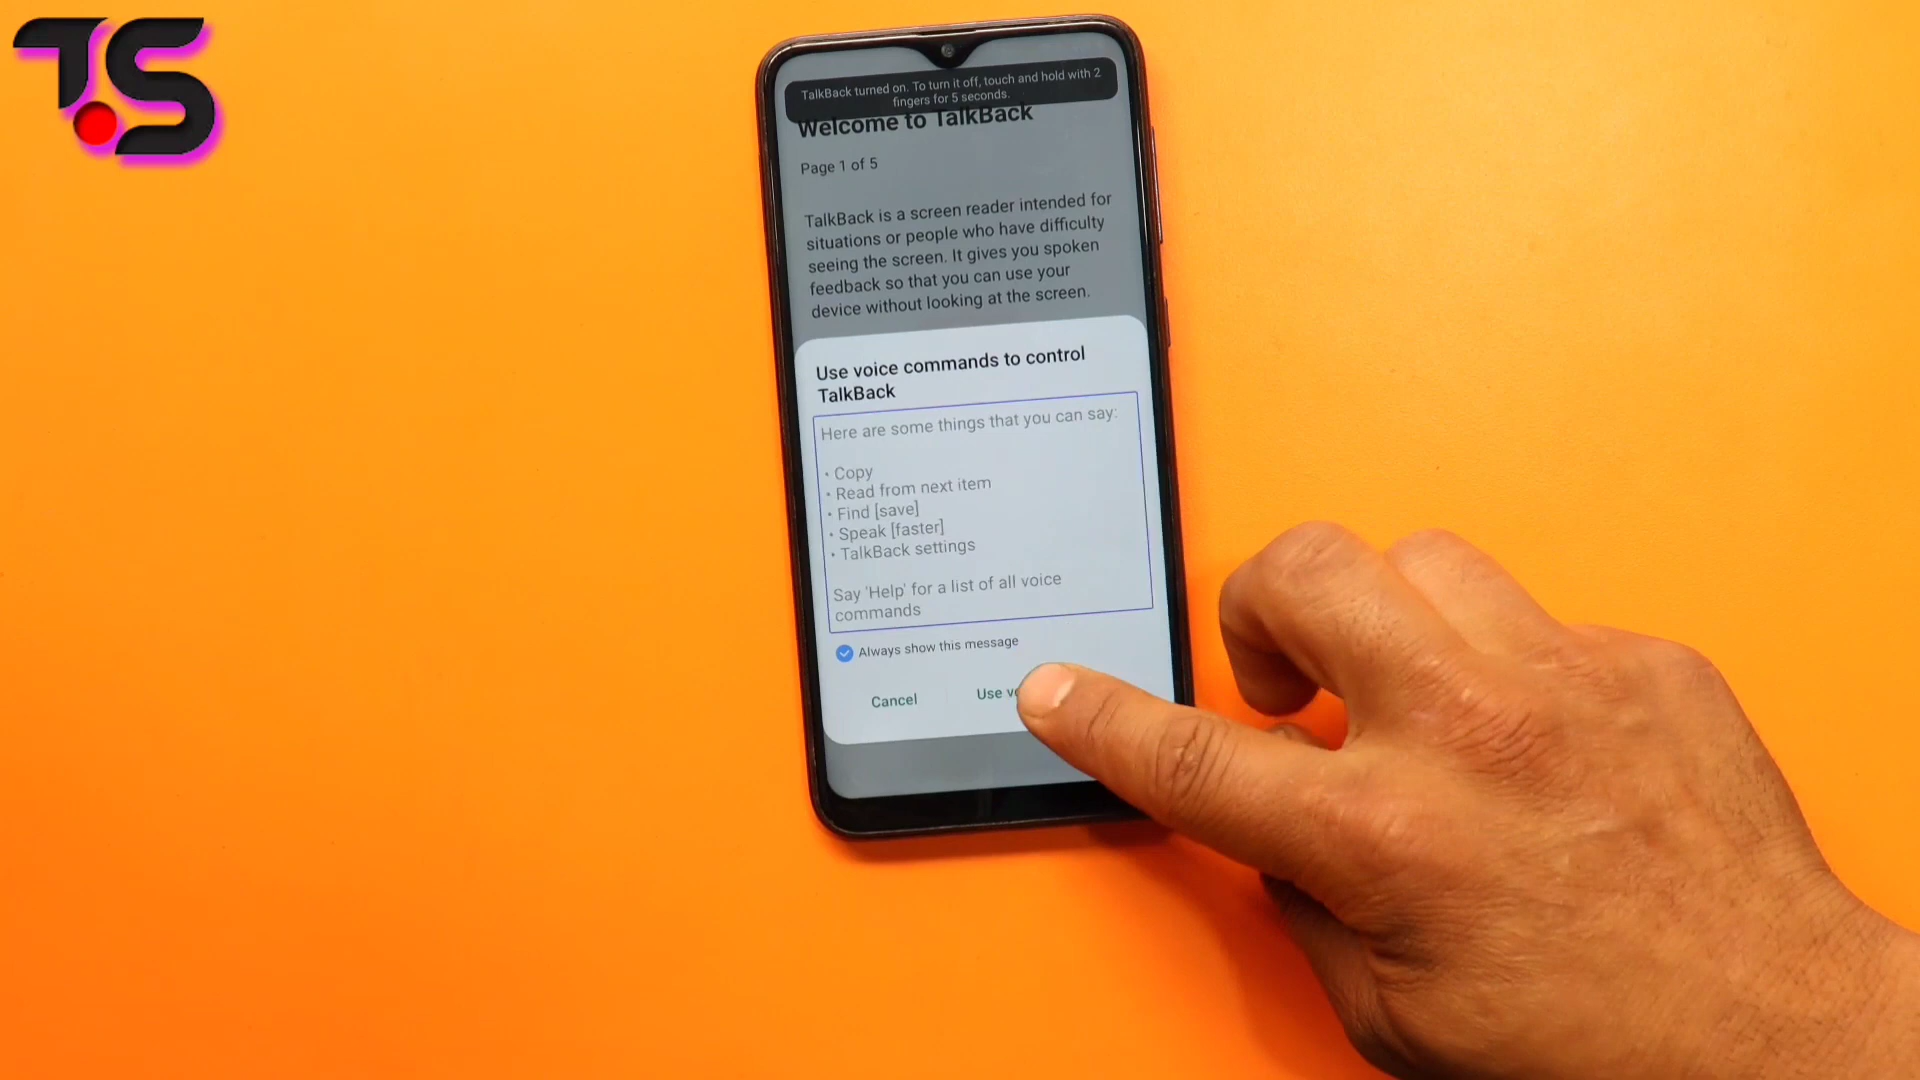 TS
TalkBack turned on. To turn it off, touch and hold with 2
fingers for 5 seconds.
Welcome to TalkBack
Page 1 of 5
TalkBack is a screen reader intended for
situations or people who have difficulty
seeing the screen. It gives you spoken
feedback so that you can use your
device without looking at the screen.
Use voice commands to control
TalkBack
Here are some things that you can say:
• Copy
• Read from next item
• Find [save]
• Speak [faster]
• TalkBack settings
Say 'Help' for a list of all voice
commands
Always show this message
Cancel
Use